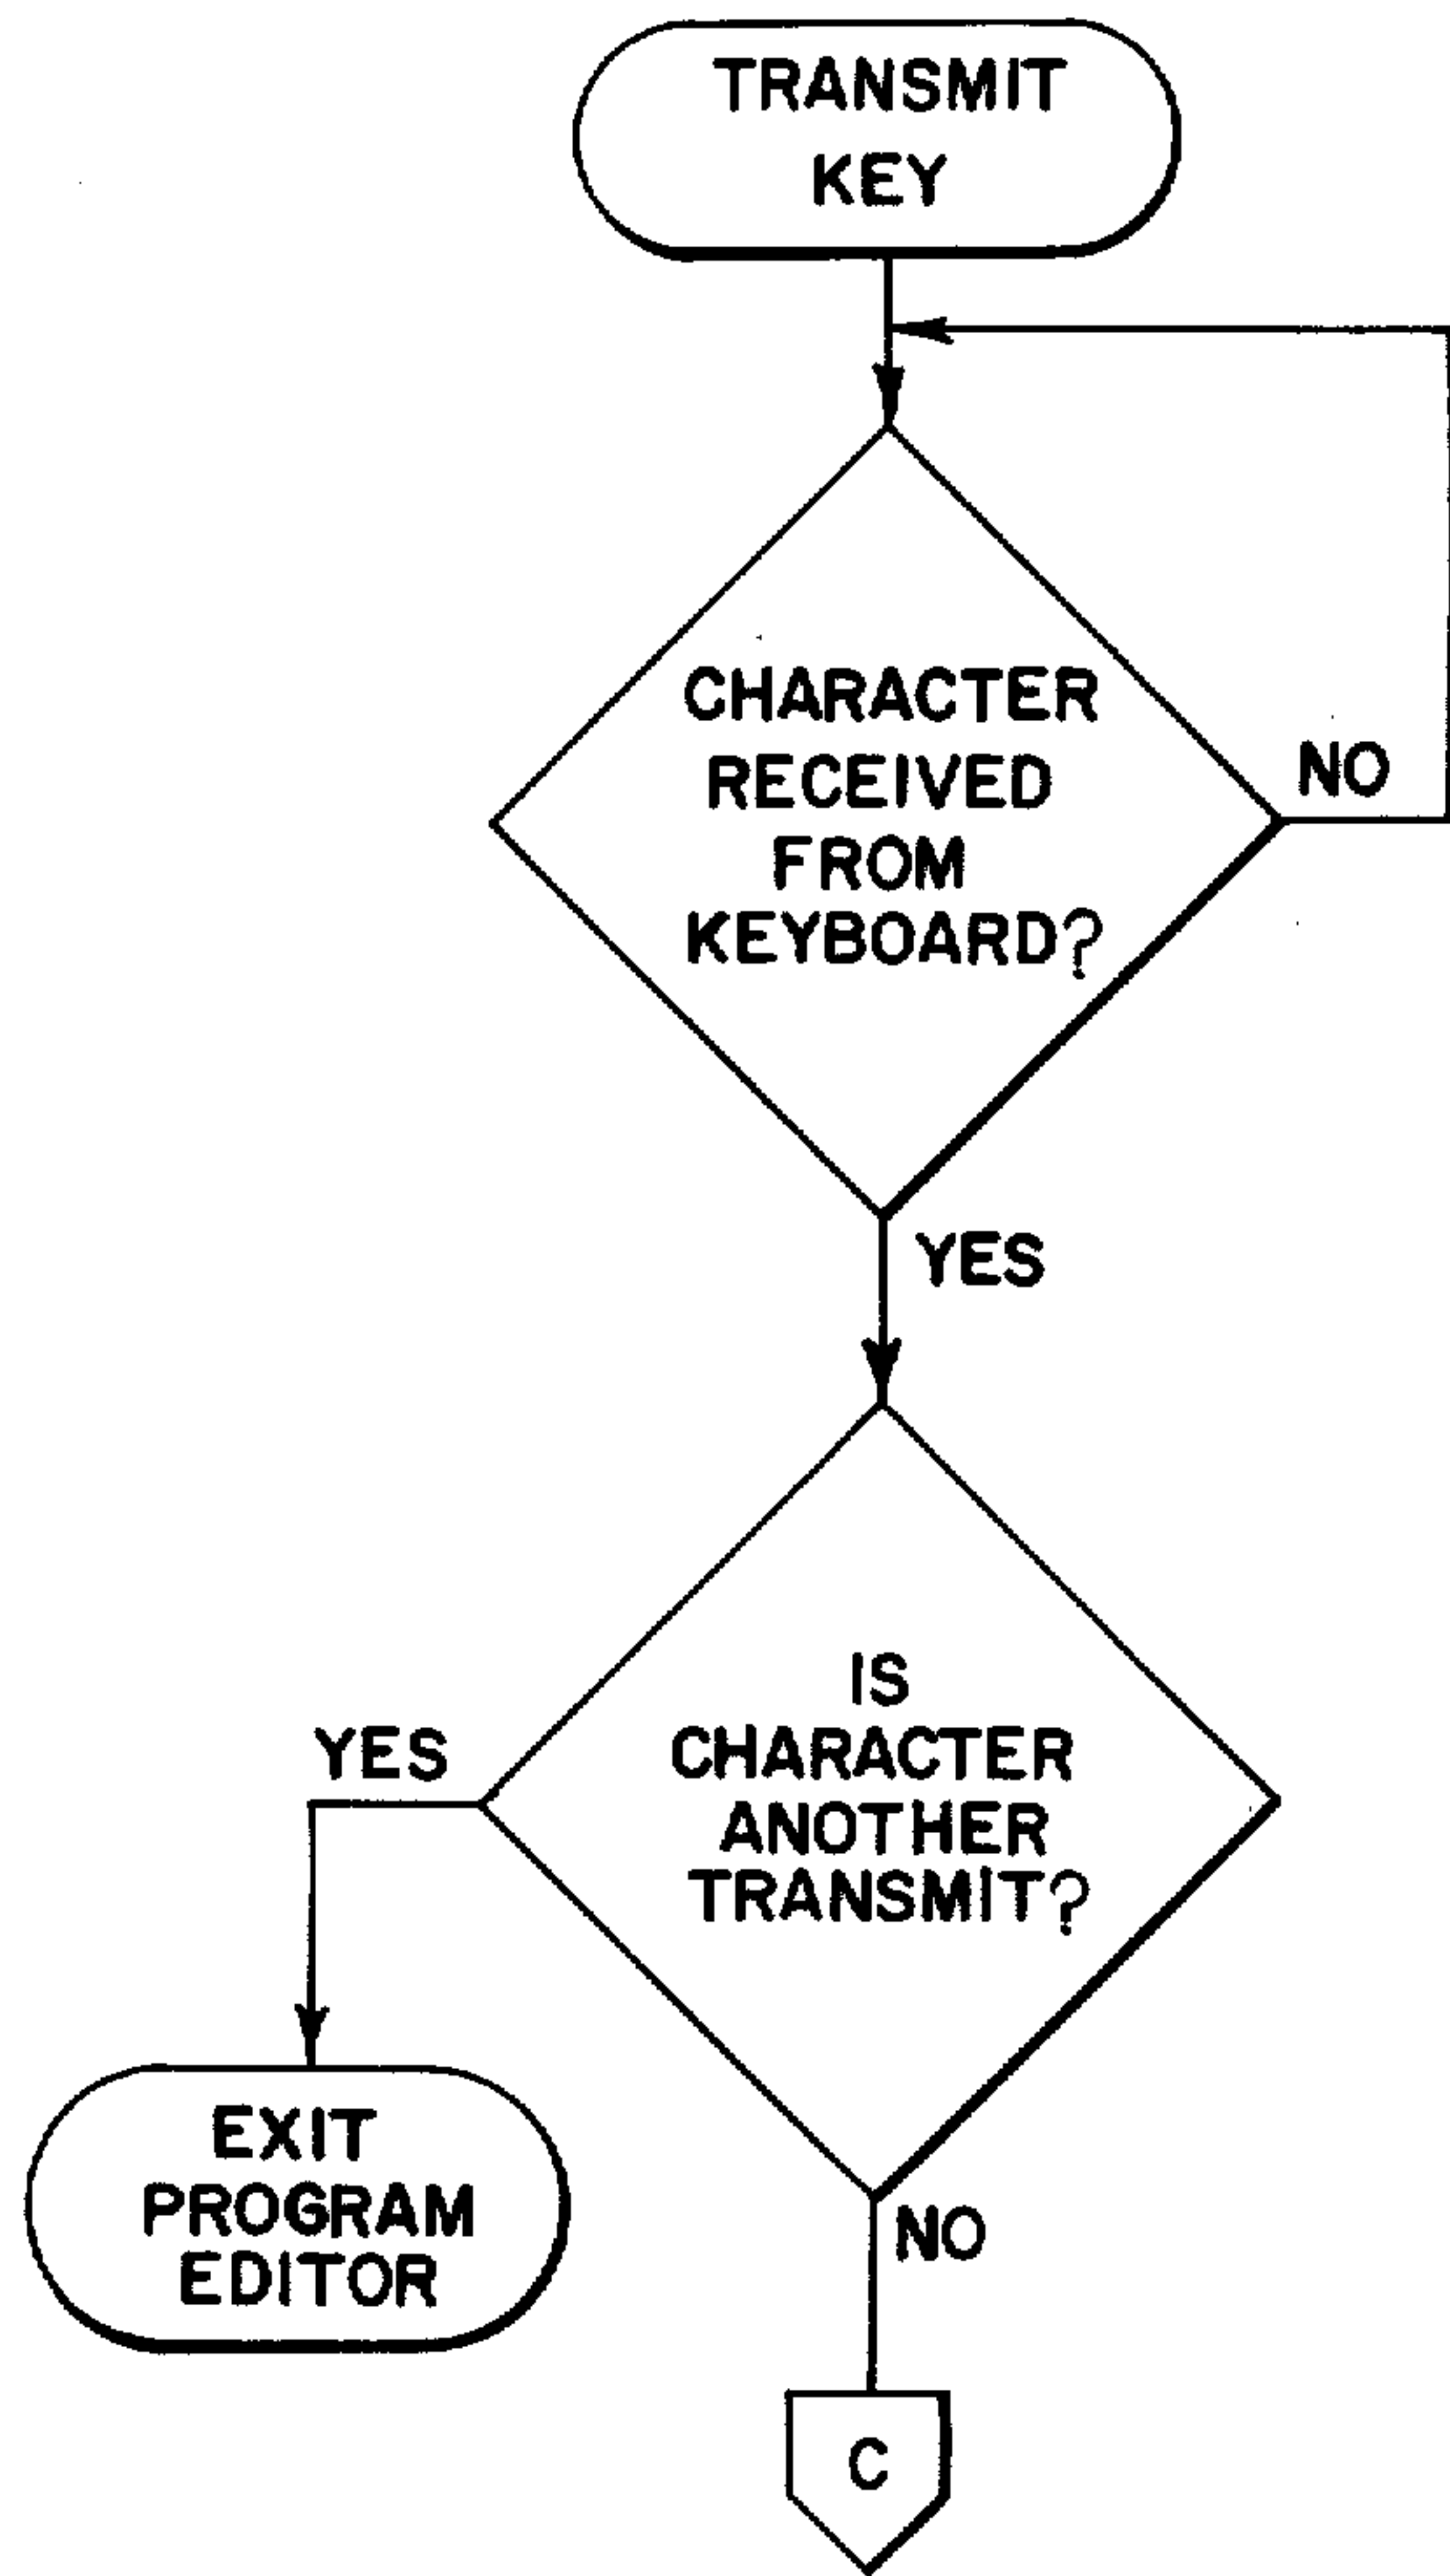 TRANSMIT
KEY
CHARACTER
RECEIVED
FROM
KEYBOARD?
NO
YES
IS
CHARACTER
ANOTHER
TRANSMIT?
YES
EXIT
PROGRAM
EDITOR
NO
C